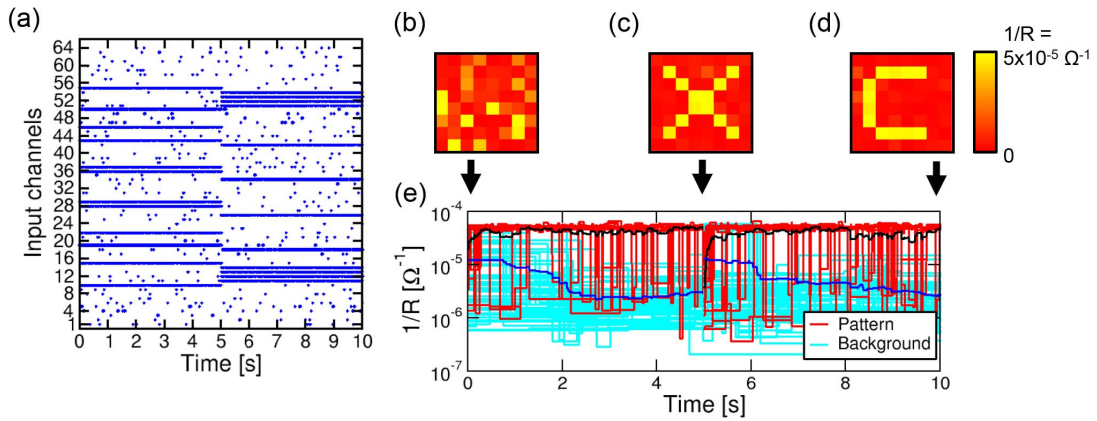 (a)
Input channels
64
60
56
52
48
44
40
36
32
28
24
20
16
12
8
4
1
0 1 2 3 4 5 6 7 8 9 10
Time [s]
(b)
(c)
(d)
1/R =
5x10⁻⁵ Ω⁻¹
0
(e)
1/R [Ω⁻¹]
10⁻⁴
10⁻⁵
10⁻⁶
10⁻⁷
Pattern
Background
0 2 4 6 8 10
Time [s]